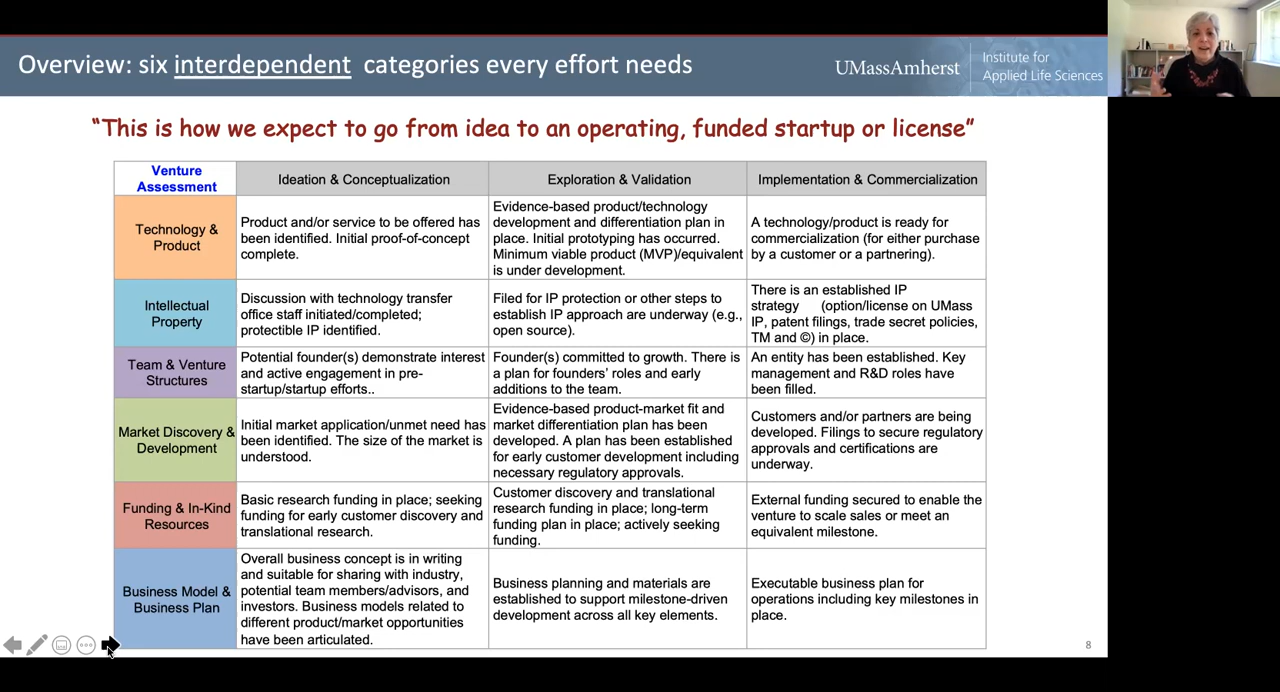 Overview: six interdependent categories every effort needs
UMassAmherst
Institute for
Applied Life Sciences
“This is how we expect to go from idea to an operating, funded startup or license”
Venture
Assessment
Ideation & Conceptualization
Exploration & Validation
Implementation & Commercialization
Technology &
Product
Product and/or service to be offered has
been identified. Initial proof-of-concept
complete.
Evidence-based product/technology
development and differentiation plan in
place. Initial prototyping has occurred.
Minimum viable product (MVP)/equivalent
is under development.
A technology/product is ready for
commercialization (for either purchase
by a customer or a partnering).
Intellectual
Property
Discussion with technology transfer
office staff initiated/completed;
protectible IP identified.
Filed for IP protection or other steps to
establish IP approach are underway (e.g.,
open source).
There is an established IP
strategy (option/license on UMass
IP, patent filings, trade secret policies,
TM and ©) in place.
Team & Venture
Structures
Potential founder(s) demonstrate interest
and active engagement in pre-
startup/startup efforts..
Founder(s) committed to growth. There is
a plan for founders’ roles and early
additions to the team.
An entity has been established. Key
management and R&D roles have
been filled.
Market Discovery &
Development
Initial market application/unmet need has
been identified. The size of the market is
understood.
Evidence-based product-market fit and
market differentiation plan has been
developed. A plan has been established
for early customer development including
necessary regulatory approvals.
Customers and/or partners are being
developed. Filings to secure regulatory
approvals and certifications are
underway.
Funding & In-Kind
Resources
Basic research funding in place; seeking
funding for early customer discovery and
translational research.
Customer discovery and translational
research funding in place; long-term
funding plan in place; actively seeking
funding.
External funding secured to enable the
venture to scale sales or meet an
equivalent milestone.
Business Model &
Business Plan
Overall business concept is in writing
and suitable for sharing with industry,
potential team members/advisors, and
investors. Business models related to
different product/market opportunities
have been articulated.
Business planning and materials are
established to support milestone-driven
development across all key elements.
Executable business plan for
operations including key milestones in
place.
8